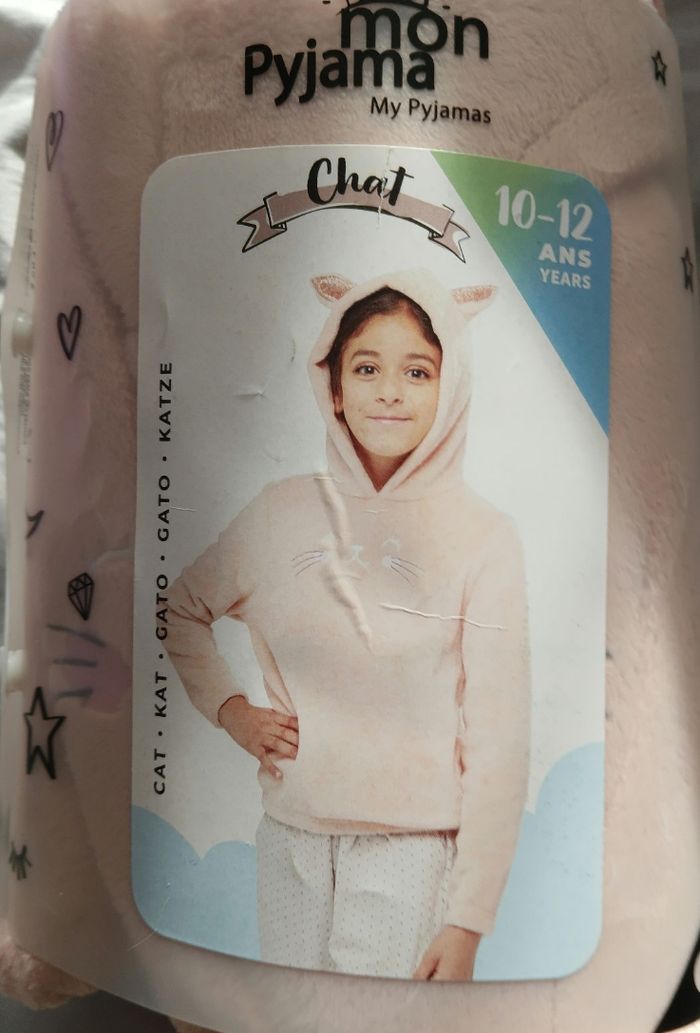 mon
Pyjama
My Pyjamas
Chat
10-12
ANS
YEARS
CAT • KAT • GATO • GATO • KATZE